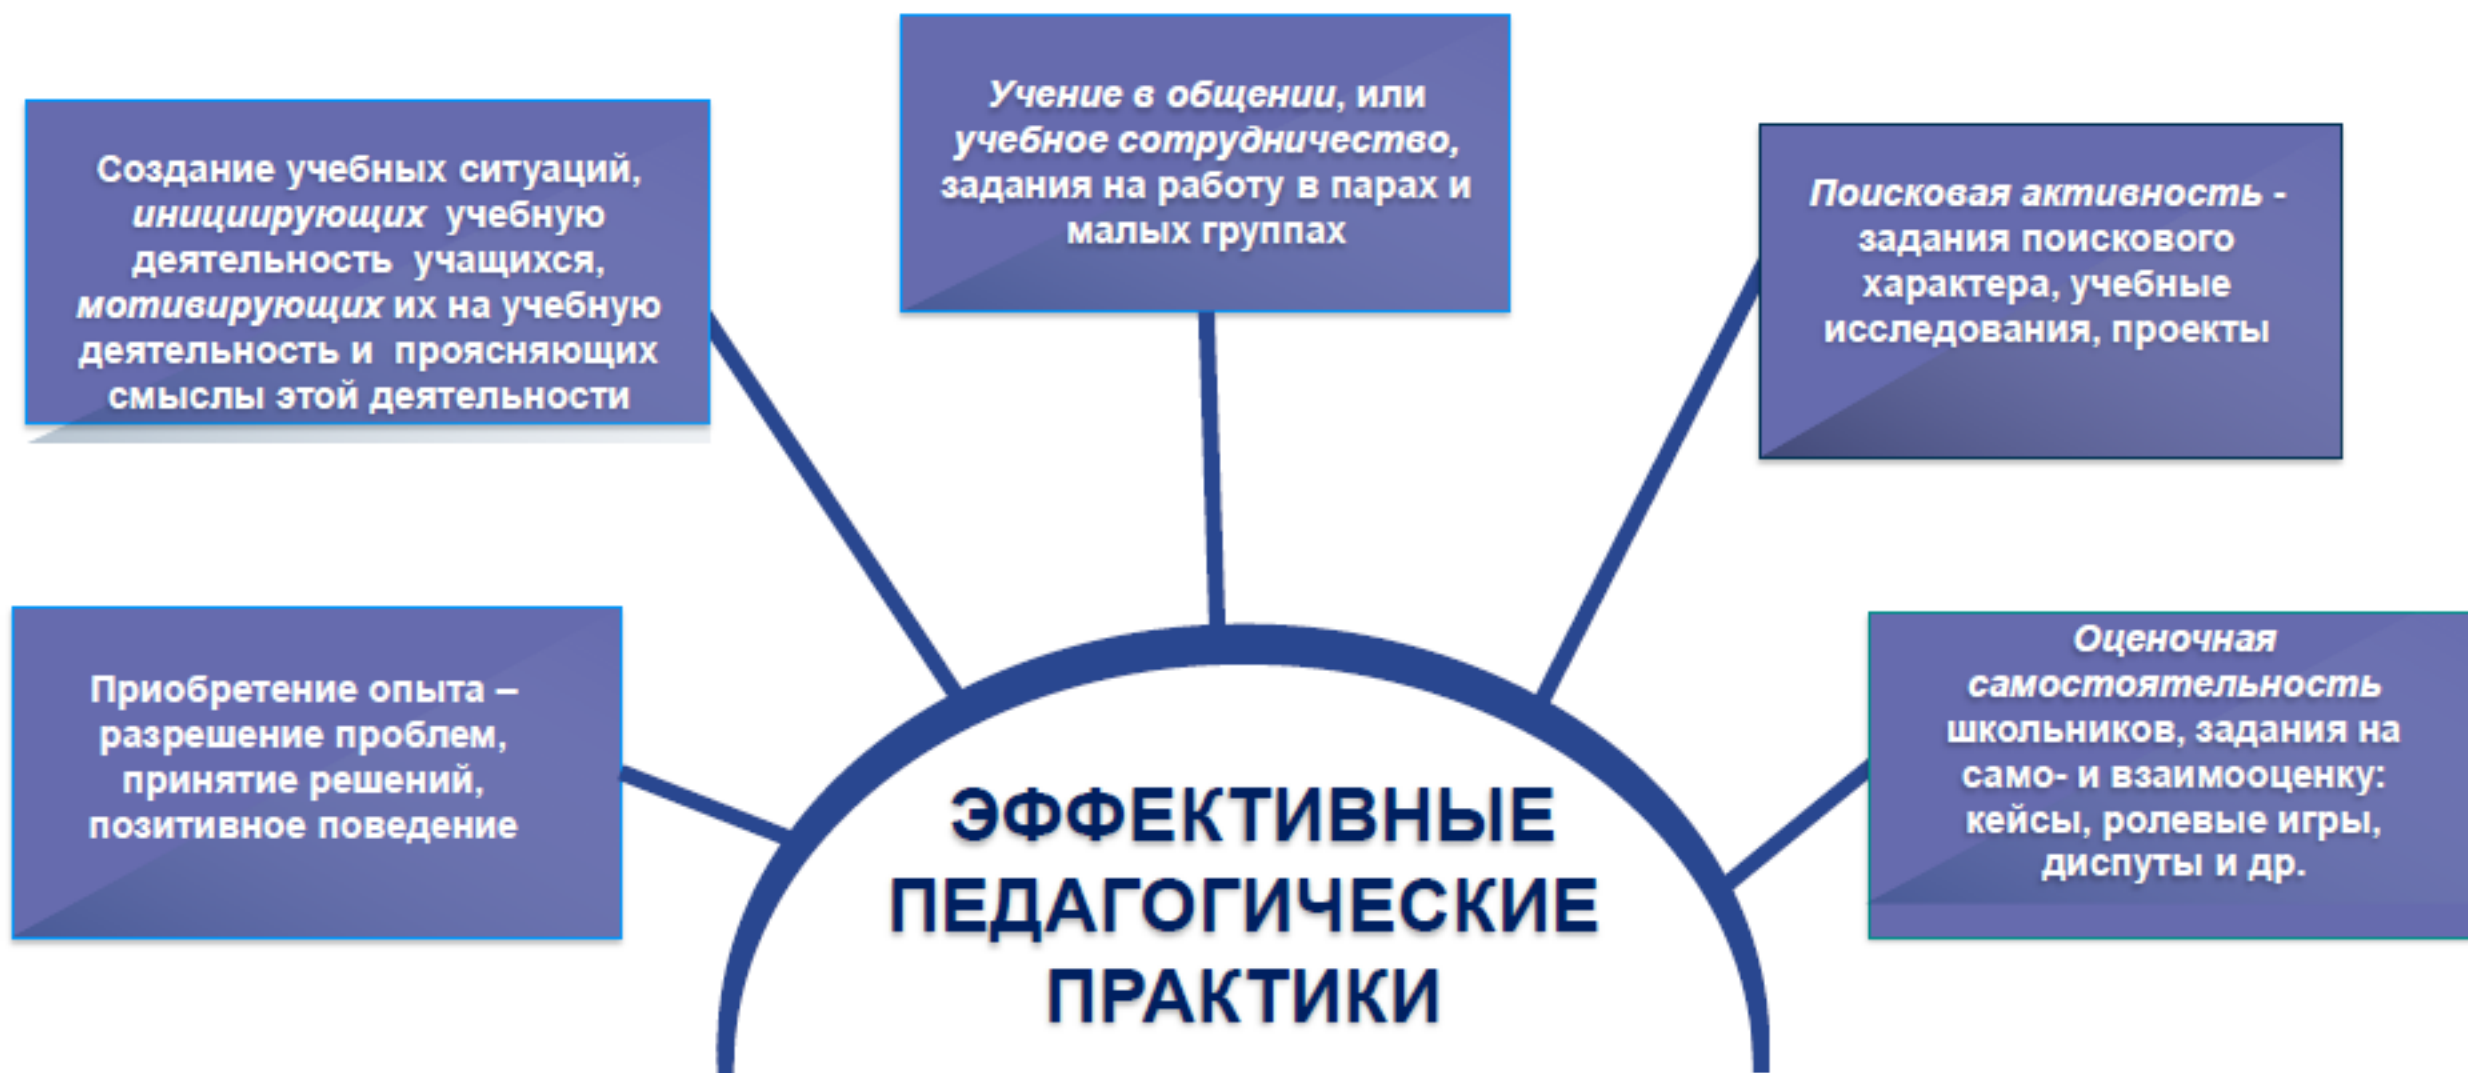 Учение в общении, или
учебное сотрудничество,
задания на работу в парах и
малых группах
Создание учебных ситуаций,
инициирующих учебную
деятельность учащихся,
мотивирующих их на учебную
деятельность и проясняющих
смыслы этой деятельности
Поисковая активность -
задания поискового
характера, учебные
исследования, проекты
Приобретение опыта –
разрешение проблем,
принятие решений,
позитивное поведение
Оценочная
самостоятельность
школьников, задания на
само- и взаимооценку:
кейсы, ролевые игры,
диспуты и др.
ЭФФЕКТИВНЫЕ
ПЕДАГОГИЧЕСКИЕ
ПРАКТИКИ